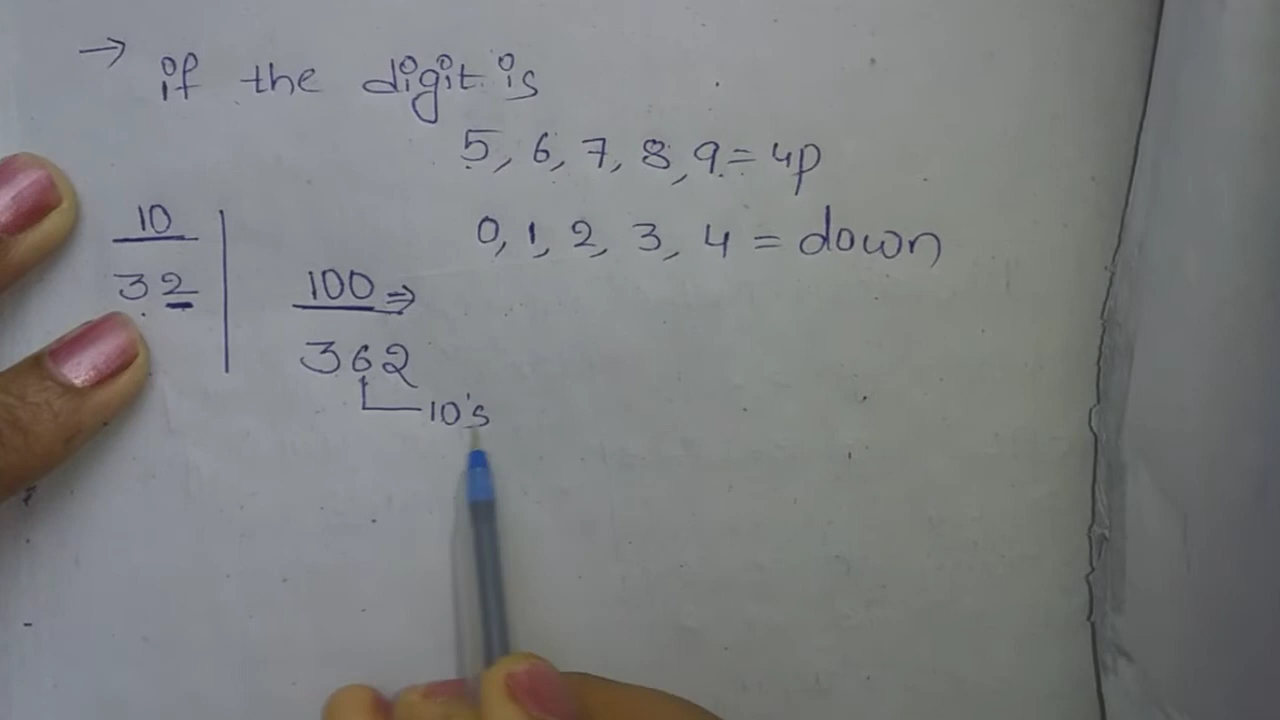 → if the digit is
5, 6, 7, 8, 9 = up
0, 1, 2, 3, 4 = down
10
32
100 ⇒
362
10's